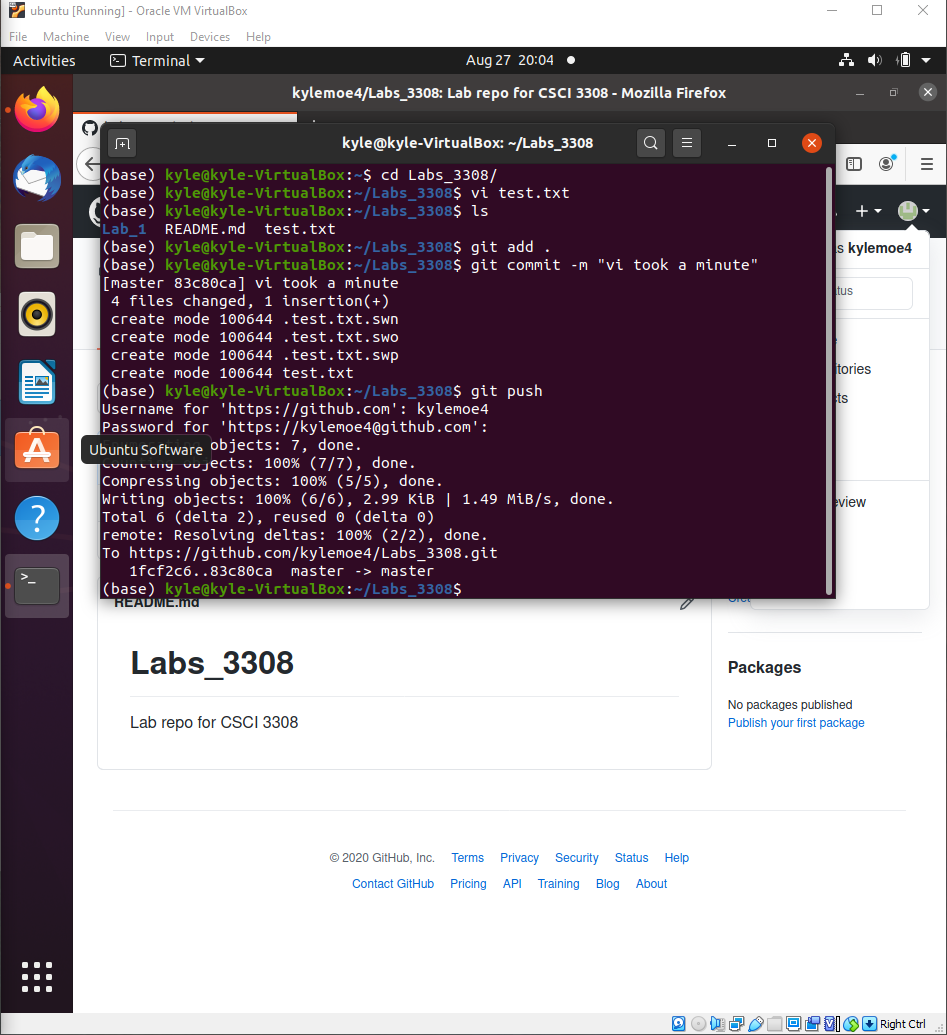 ubuntu [Running] - Oracle VM VirtualBox
File Machine View Input Devices Help
Activities Terminal Aug 27 20:04
kylemoe4/Labs_3308: Lab repo for CSCI 3308 - Mozilla Firefox
kyle@kyle-VirtualBox: ~/Labs_3308
(base) kyle@kyle-VirtualBox:~$ cd Labs_3308/
(base) kyle@kyle-VirtualBox:~/Labs_3308$ vi test.txt
(base) kyle@kyle-VirtualBox:~/Labs_3308$ ls
Lab_1 README.md test.txt
(base) kyle@kyle-VirtualBox:~/Labs_3308$ git add .
(base) kyle@kyle-VirtualBox:~/Labs_3308$ git commit -m "vi took a minute"
[master 83c80ca] vi took a minute
4 files changed, 1 insertion(+)
create mode 100644 .test.txt.swn
create mode 100644 .test.txt.swo
create mode 100644 .test.txt.swp
create mode 100644 test.txt
(base) kyle@kyle-VirtualBox:~/Labs_3308$ git push
Username for 'https://github.com': kylemoe4
Password for 'https://kylemoe4@github.com':
objects: 7, done.
Counting objects: 100% (7/7), done.
Compressing objects: 100% (5/5), done.
Writing objects: 100% (6/6), 2.99 KiB | 1.49 MiB/s, done.
Total 6 (delta 2), reused 0 (delta 0)
remote: Resolving deltas: 100% (2/2), done.
To https://github.com/kylemoe4/Labs_3308.git
1fcf2c6..83c80ca master -> master
(base) kyle@kyle-VirtualBox:~/Labs_3308$
Ubuntu Software
kylemoe4
README.md
Labs_3308
Lab repo for CSCI 3308
Packages
No packages published
Publish your first package
© 2020 GitHub, Inc. Terms Privacy Security Status Help
Contact GitHub Pricing API Training Blog About
Right Ctrl